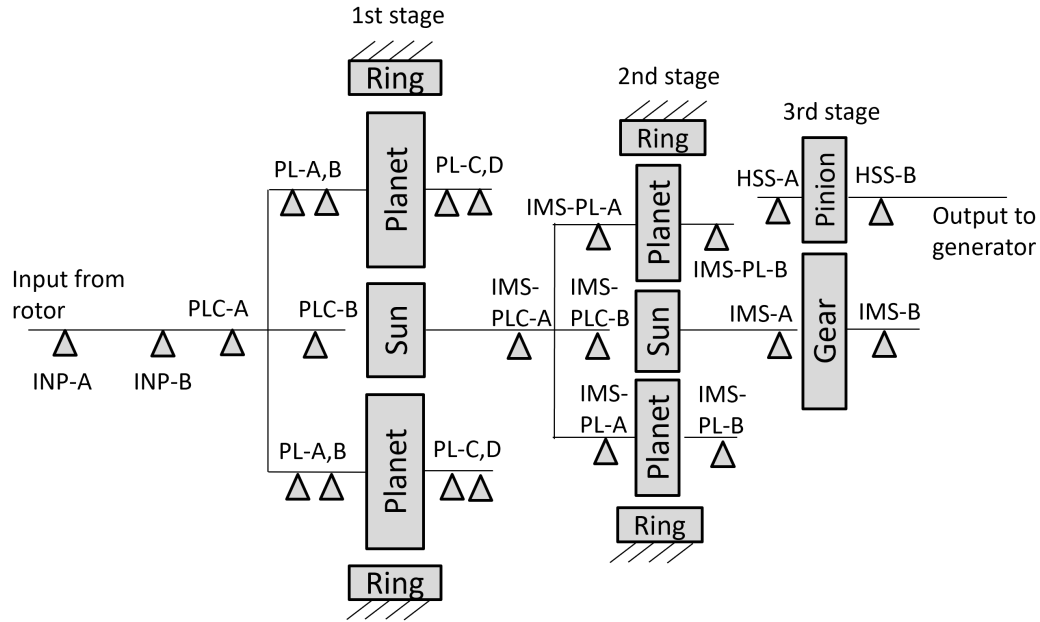 1st stage
Ring
2nd stage
Ring
3rd stage
PL-A,B
Planet
PL-C,D
IMS-PL-A
Planet
IMS-PL-B
HSS-A
Pinion
HSS-B
Output to
generator
Input from
rotor
INP-A
INP-B
PLC-A
PLC-B
Sun
IMS-
PLC-A
IMS-
PLC-B
Sun
IMS-A
Gear
IMS-B
PL-A,B
Planet
PL-C,D
IMS-
PL-A
Planet
IMS-
PL-B
Ring
Ring